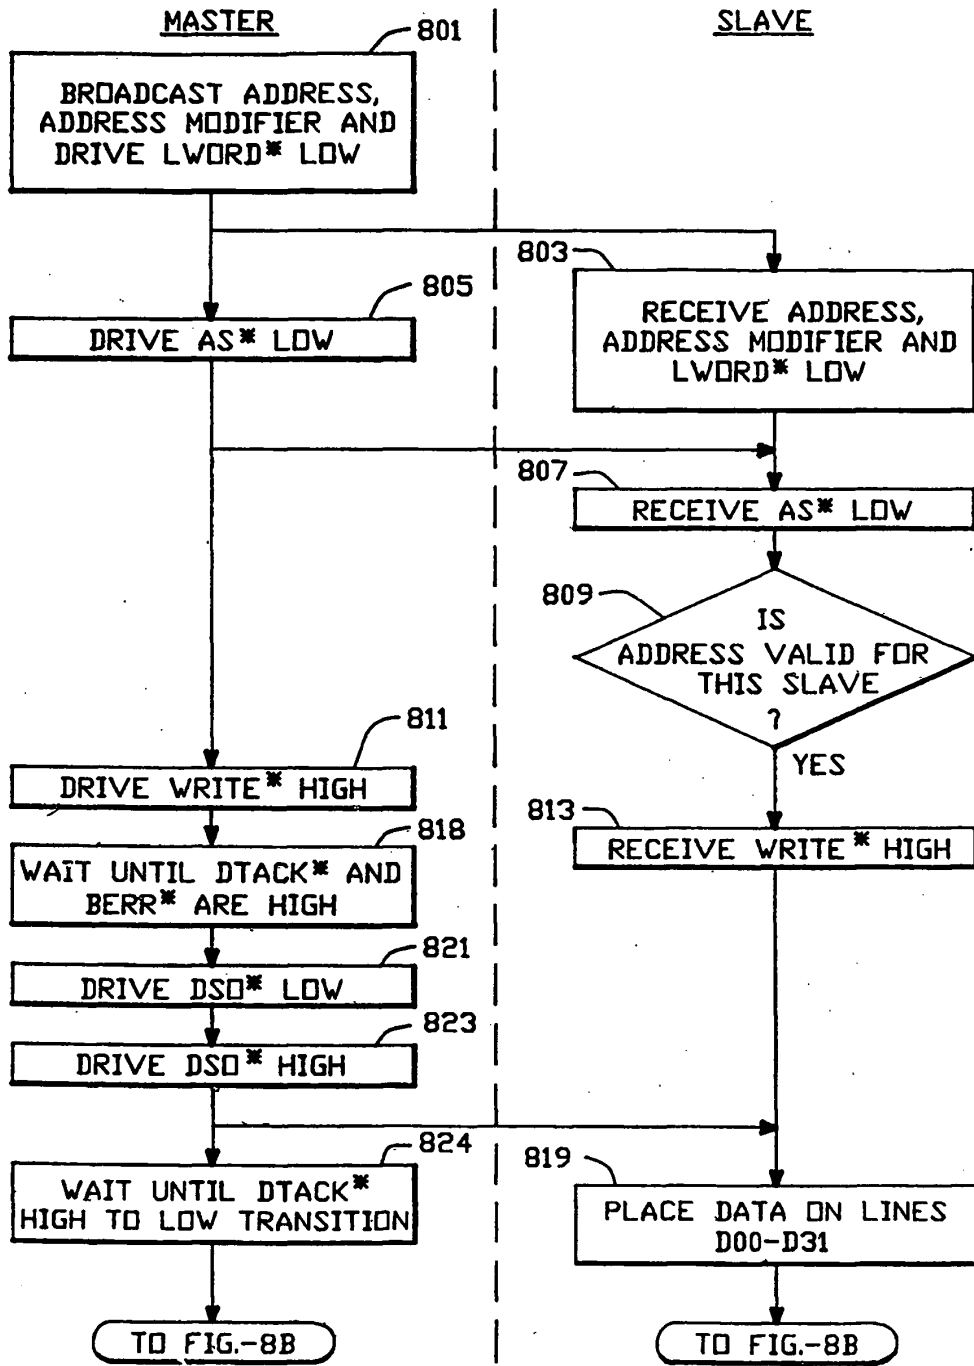 MASTER
SLAVE
801
BROADCAST ADDRESS,
ADDRESS MODIFIER AND
DRIVE LWORD* LOW
803
RECEIVE ADDRESS,
ADDRESS MODIFIER AND
LWORD* LOW
805
DRIVE AS* LOW
807
RECEIVE AS* LOW
809
IS
ADDRESS VALID FOR
THIS SLAVE
?
YES
811
DRIVE WRITE* HIGH
813
RECEIVE WRITE* HIGH
818
WAIT UNTIL DTACK* AND
BERR* ARE HIGH
821
DRIVE DS0* LOW
823
DRIVE DS0* HIGH
824
WAIT UNTIL DTACK*
HIGH TO LOW TRANSITION
819
PLACE DATA ON LINES
D00-D31
TO FIG.-8B
TO FIG.-8B